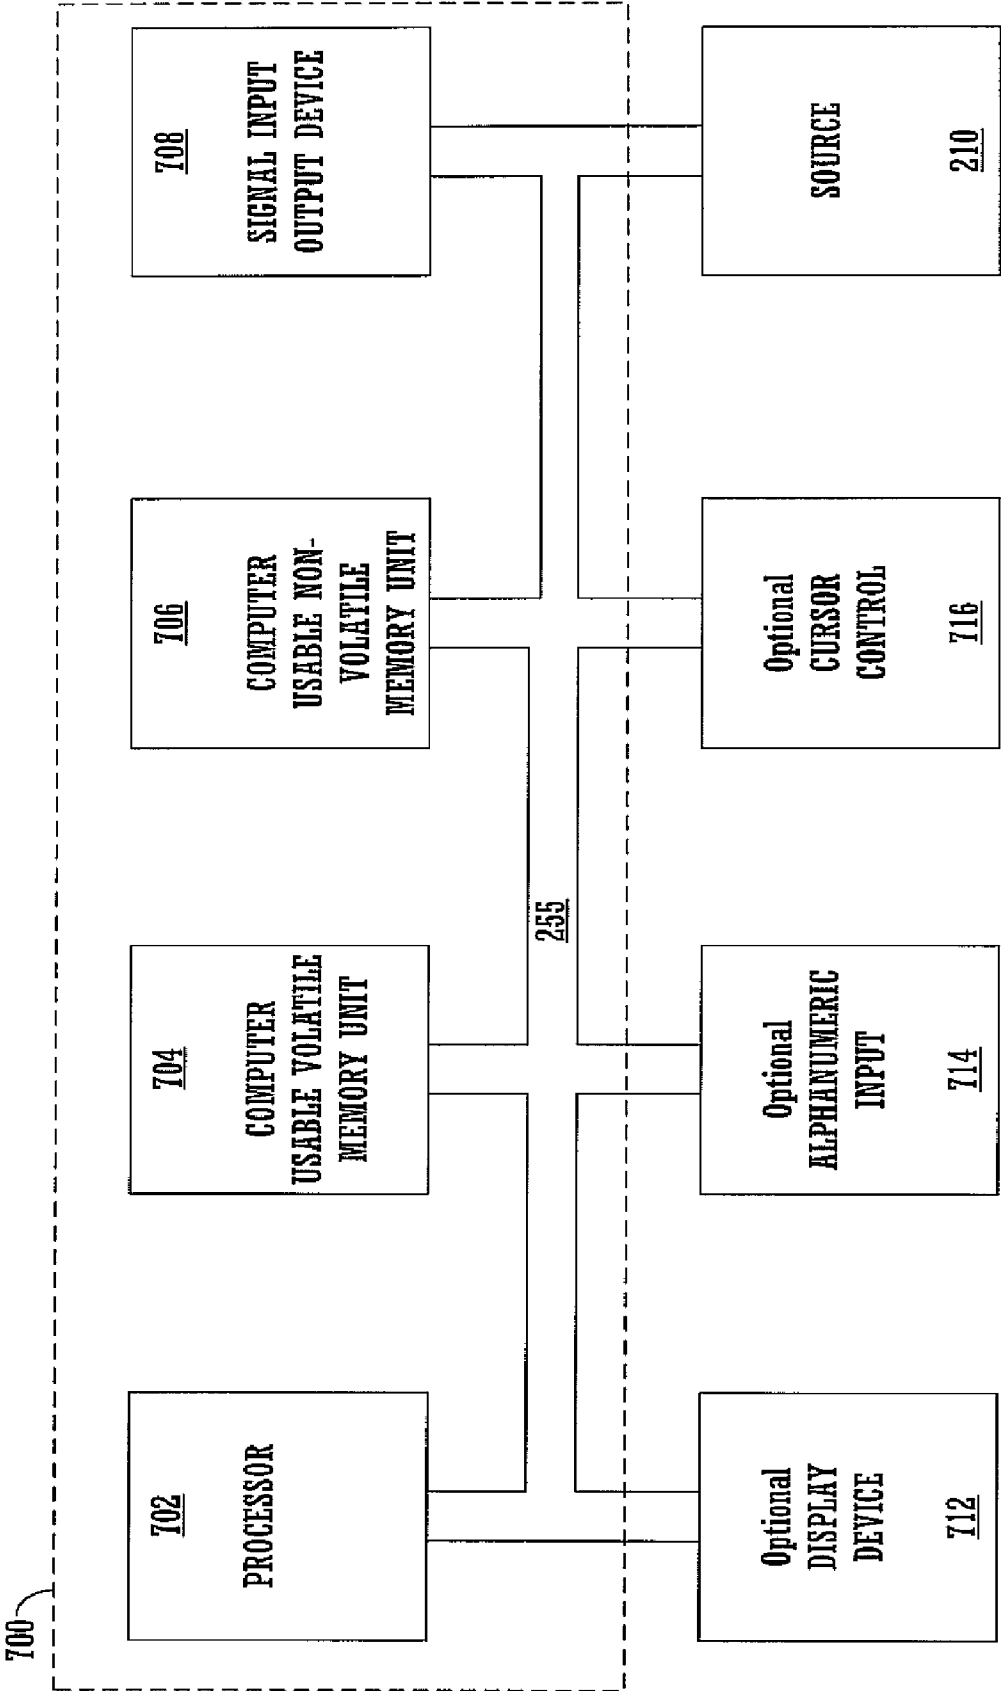 700
702
PROCESSOR
704
COMPUTER
USABLE VOLATILE
MEMORY UNIT
706
COMPUTER
USABLE NON-
VOLATILE
MEMORY UNIT
708
SIGNAL INPUT
OUTPUT DEVICE
255
Optional
DISPLAY
DEVICE
712
Optional
ALPHANUMERIC
INPUT
714
Optional
CURSOR
CONTROL
716
SOURCE
210